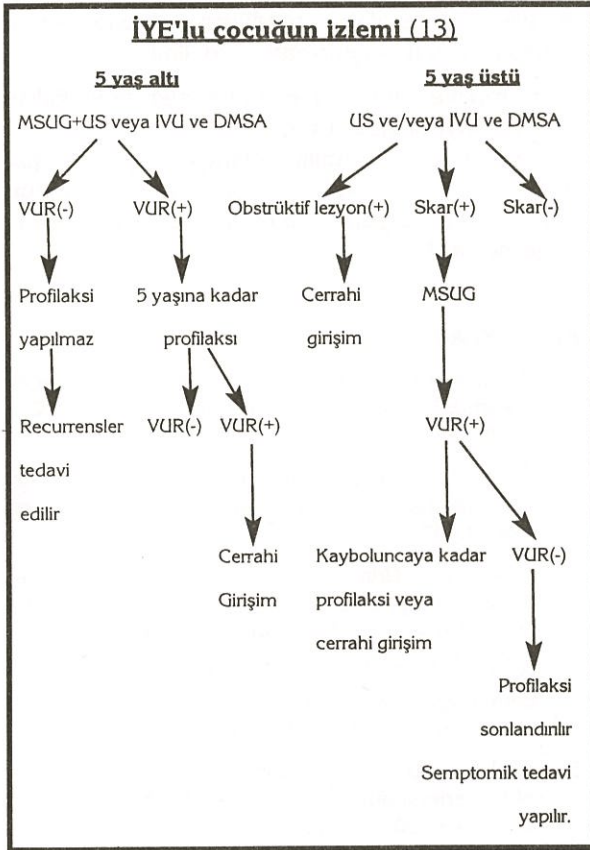 İYE'lu çocuğun izlemi (13)
5 yaş altı
MSUG+US veya IVU ve DMSA
VUR(-) VUR(+)
Profilaksi
yapılmaz
5 yaşına kadar
profilaksı
Recurrensler
tedavi
edilir
VUR(-) VUR(+)
Cerrahi
Girişim
5 yaş üstü
US ve/veya IVU ve DMSA
Obstrüktif lezyon(+) Skar(+) Skar(-)
Cerrahi
girişim
MSUG
VUR(+)
Kayboluncaya kadar
profilaksi veya
cerrahi girişim
VUR(-)
Profilaksi
sonlandınlır
Semptomik tedavi
yapılır.